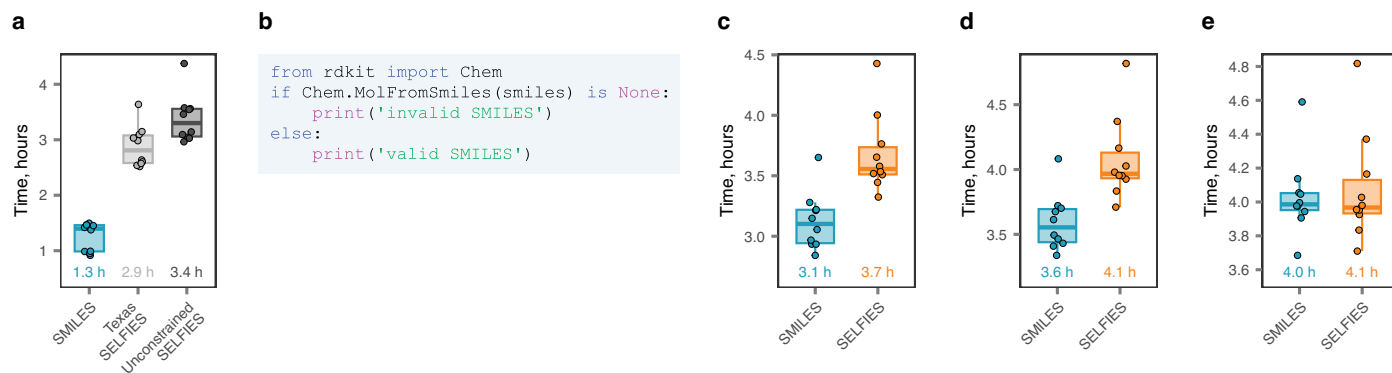 a
Time, hours
4
3
2
1
1.3 h
2.9 h
3.4 h
SMILES
Texas
SELFIES
Unconstrained
SELFIES
b
from rdkit import Chem
if Chem.MolFromSmiles(smiles) is None:
print('invalid SMILES')
else:
print('valid SMILES')
c
Time, hours
4.5
4.0
3.5
3.0
3.1 h
3.7 h
SMILES
SELFIES
d
Time, hours
4.5
4.0
3.5
3.6 h
4.1 h
SMILES
SELFIES
e
Time, hours
4.8
4.6
4.4
4.2
4.0
3.8
3.6
4.0 h
4.1 h
SMILES
SELFIES